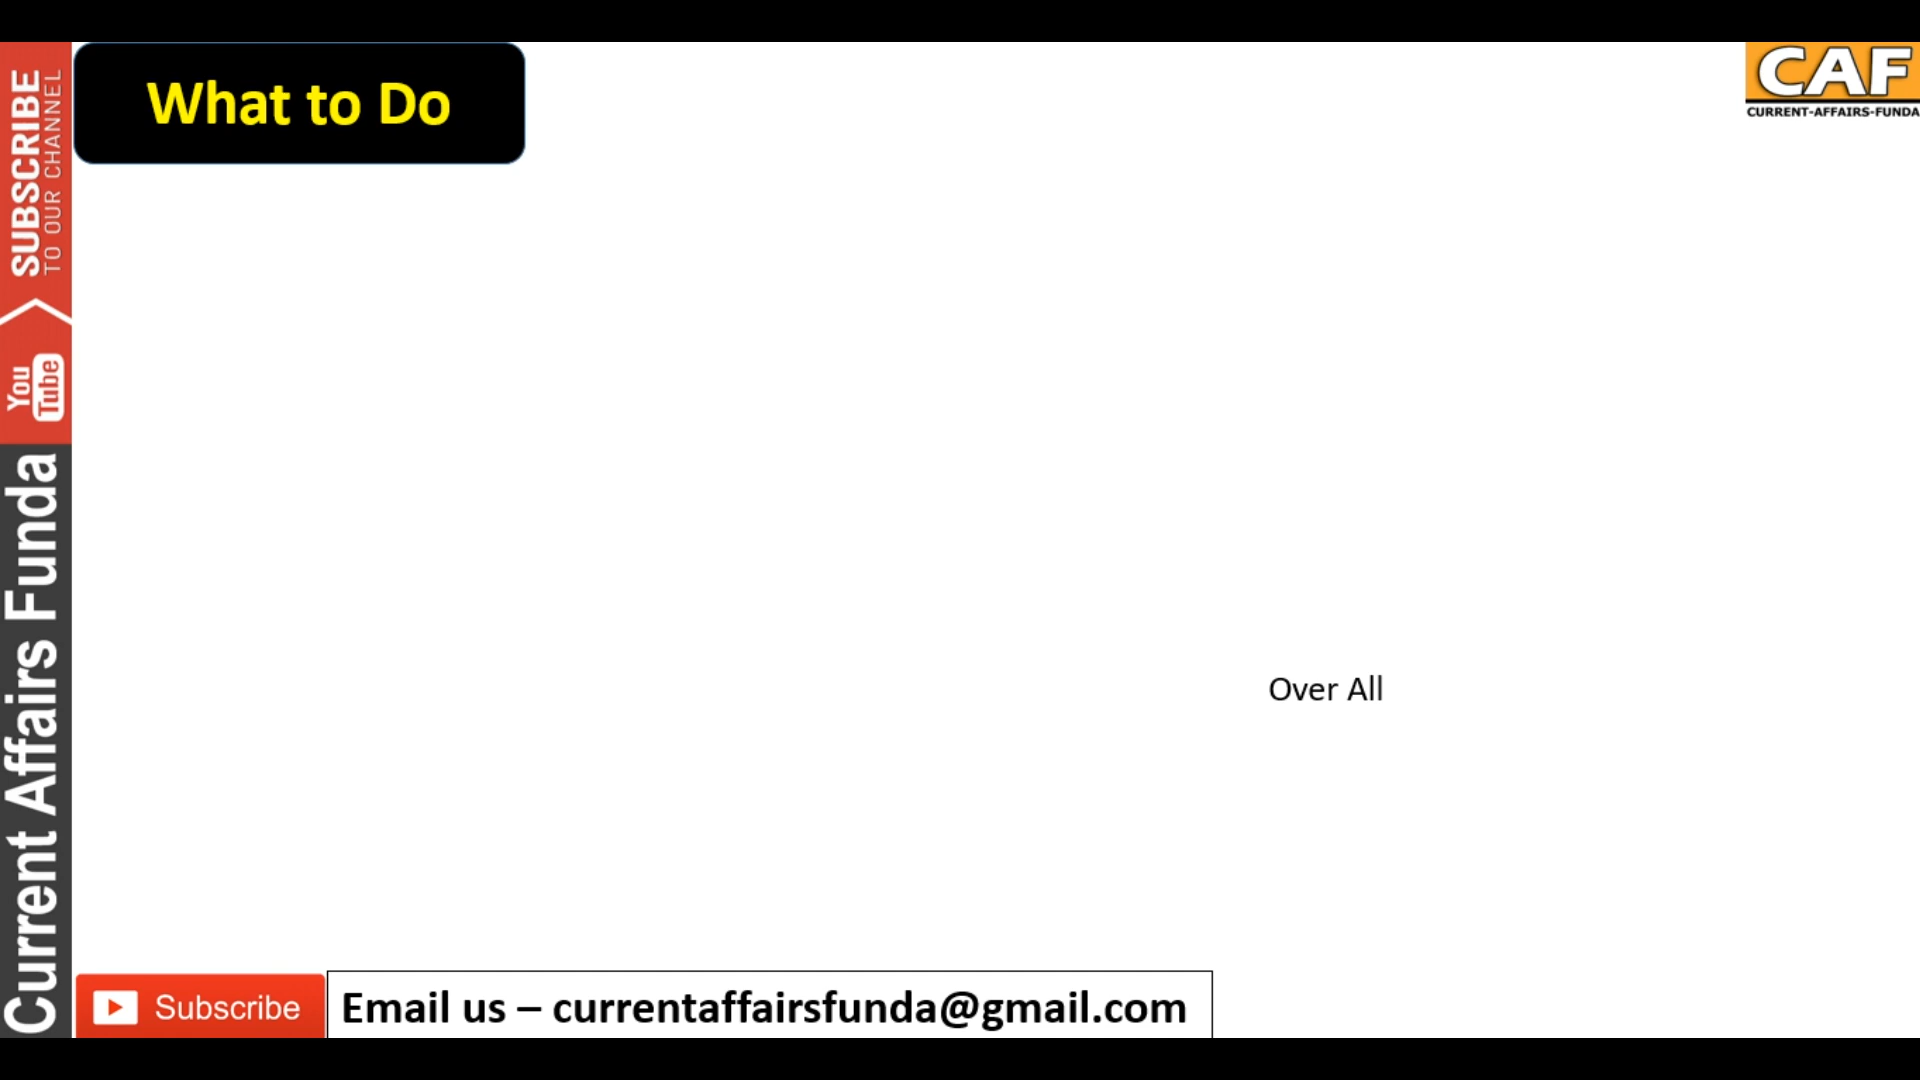 What to Do
CAF
CURRENT-AFFAIRS-FUNDA
SUBSCRIBE
TO OUR CHANNEL
You
Tube
Current Affairs Funda
Over All
Subscribe
Email us – currentaffairsfunda@gmail.com